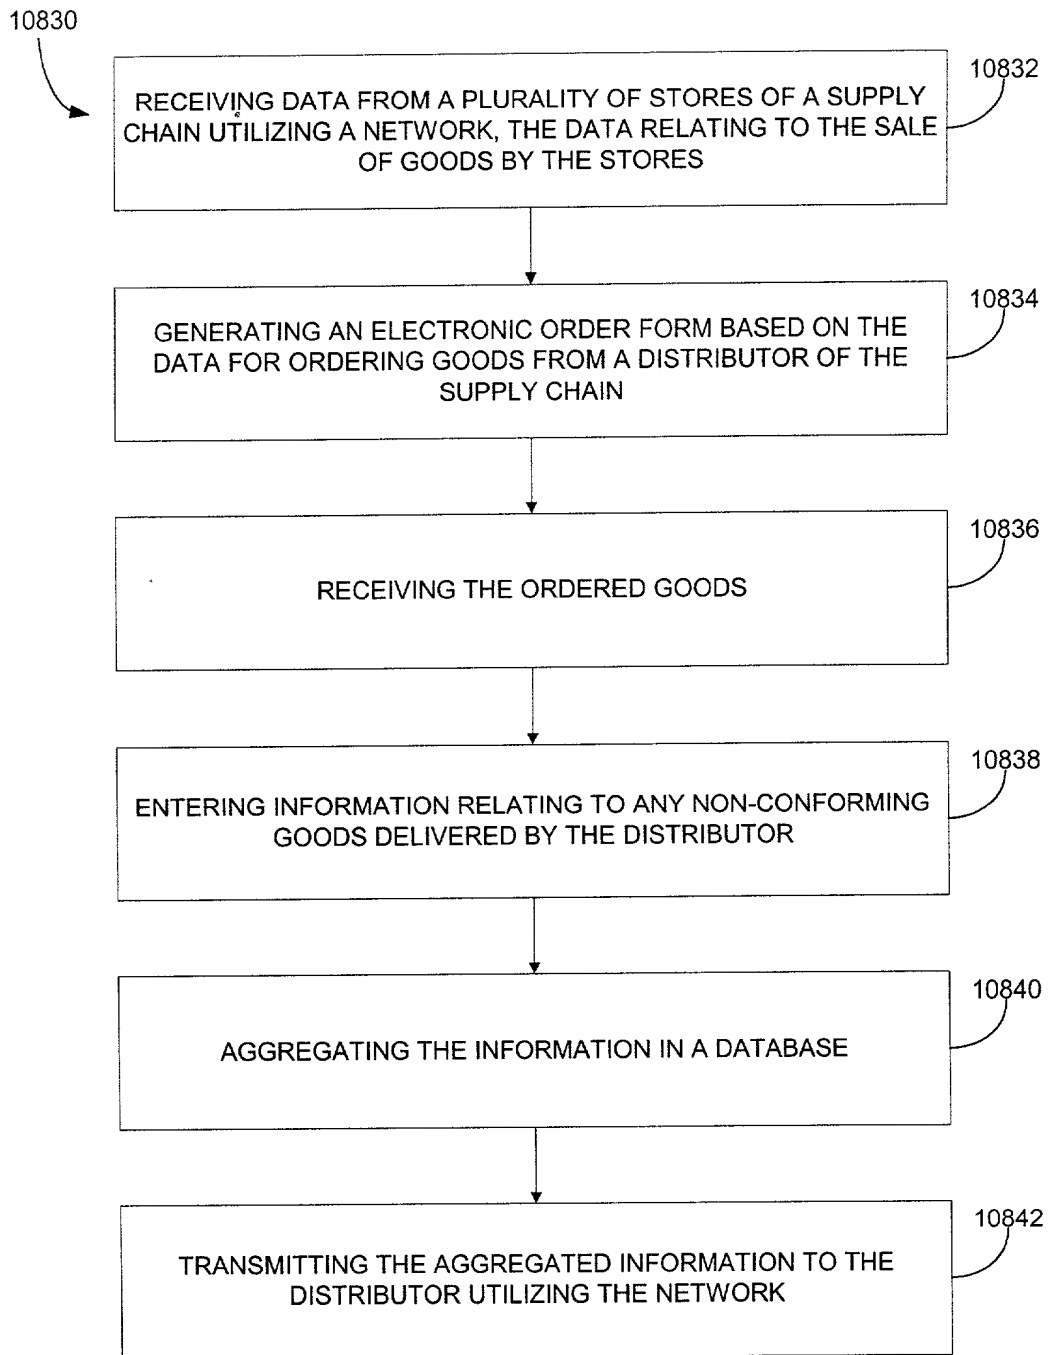 10830
10832
RECEIVING DATA FROM A PLURALITY OF STORES OF A SUPPLY
CHAIN UTILIZING A NETWORK, THE DATA RELATING TO THE SALE
OF GOODS BY THE STORES
10834
GENERATING AN ELECTRONIC ORDER FORM BASED ON THE
DATA FOR ORDERING GOODS FROM A DISTRIBUTOR OF THE
SUPPLY CHAIN
10836
RECEIVING THE ORDERED GOODS
10838
ENTERING INFORMATION RELATING TO ANY NON-CONFORMING
GOODS DELIVERED BY THE DISTRIBUTOR
10840
AGGREGATING THE INFORMATION IN A DATABASE
10842
TRANSMITTING THE AGGREGATED INFORMATION TO THE
DISTRIBUTOR UTILIZING THE NETWORK